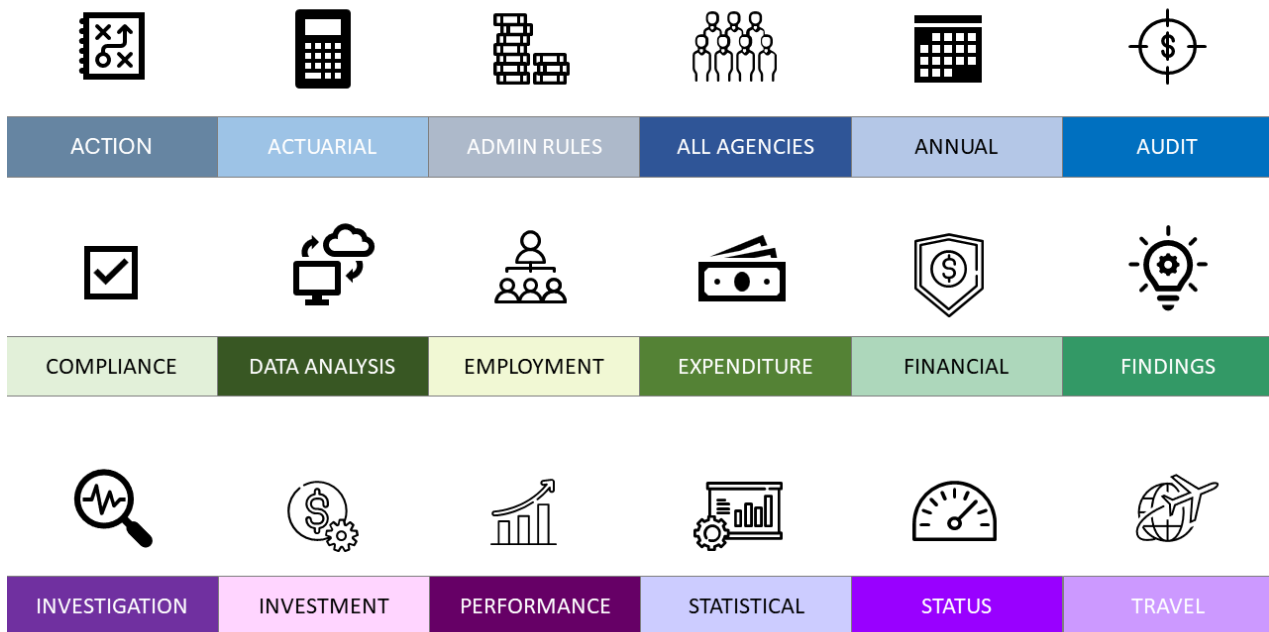 ACTION
ACTUARIAL
ADMIN RULES
ALL AGENCIES
ANNUAL
AUDIT
COMPLIANCE
DATA ANALYSIS
EMPLOYMENT
EXPENDITURE
FINANCIAL
FINDINGS
INVESTIGATION
INVESTMENT
PERFORMANCE
STATISTICAL
STATUS
TRAVEL